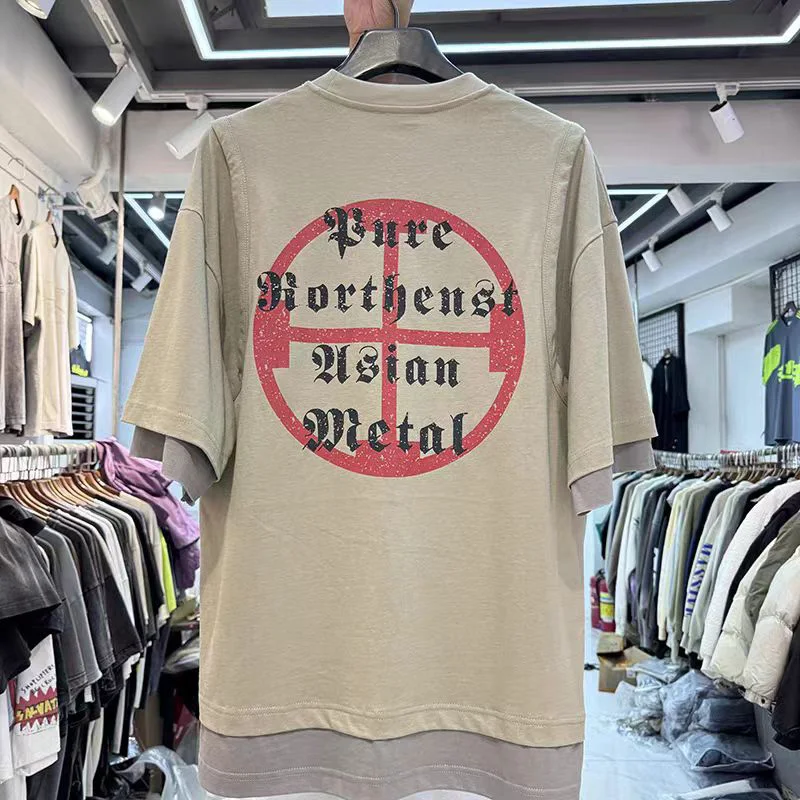 Pure
Northenst
Asian
Metal